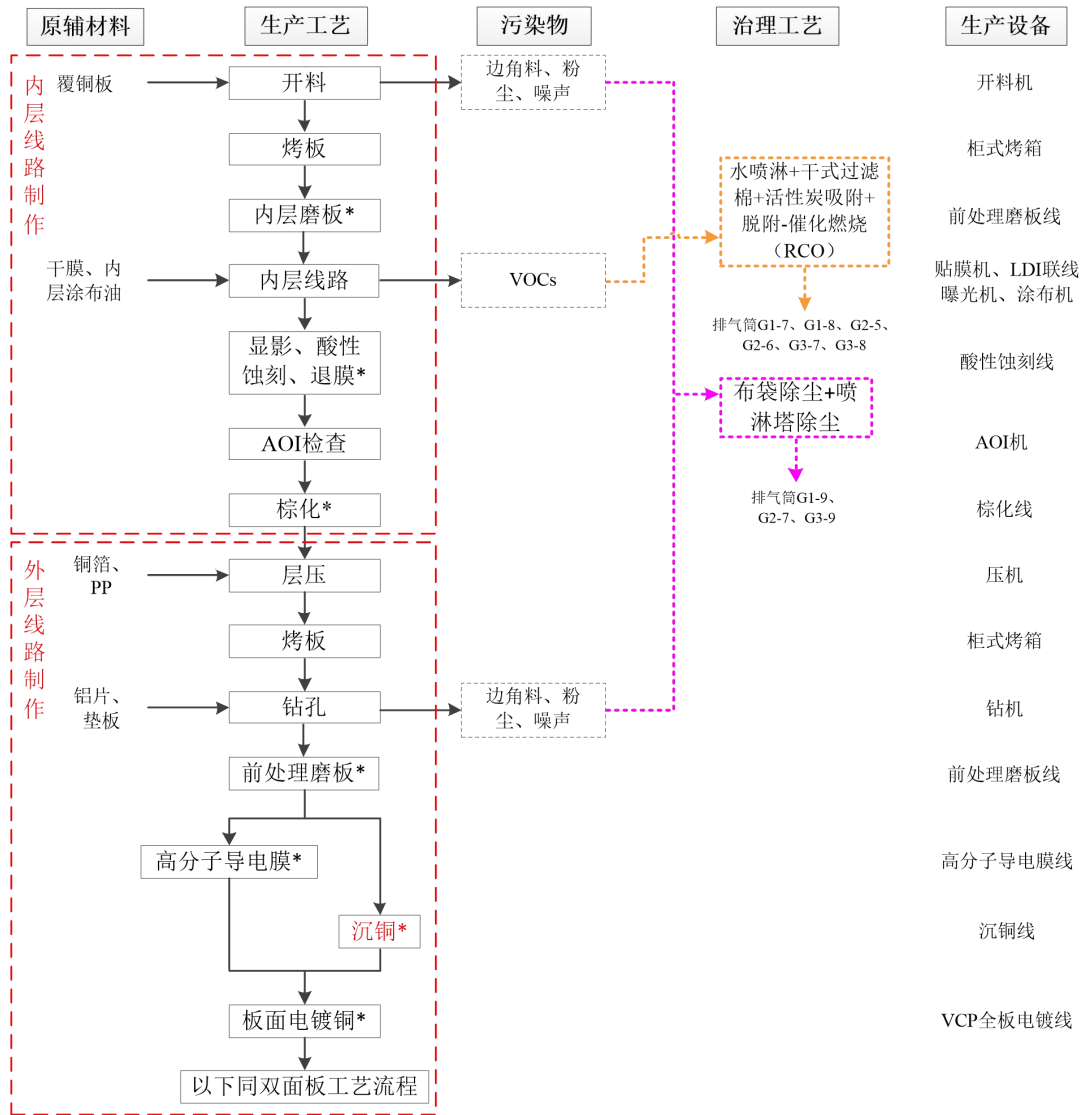 原辅材料
生产工艺
污染物
治理工艺
生产设备
内
层
线
路
制
作
覆铜板
开料
边角料、粉
尘、噪声
开料机
烤板
柜式烤箱
水喷淋+干式过滤
棉+活性炭吸附+
脱附-催化燃烧
（RCO）
内层磨板*
前处理磨板线
干膜、内
层涂布油
内层线路
VOCs
贴膜机、LDI联线
曝光机、涂布机
排气筒G1-7、G1-8、G2-5、
G2-6、G3-7、G3-8
显影、酸性
蚀刻、退膜*
酸性蚀刻线
布袋除尘+喷
淋塔除尘
AOI检查
AOI机
排气筒G1-9、
G2-7、G3-9
棕化*
棕化线
外
层
线
路
制
作
铜箔、
PP
层压
压机
烤板
柜式烤箱
铝片、
垫板
钻孔
边角料、粉
尘、噪声
钻机
前处理磨板*
前处理磨板线
高分子导电膜*
高分子导电膜线
沉铜*
沉铜线
板面电镀铜*
VCP全板电镀线
以下同双面板工艺流程